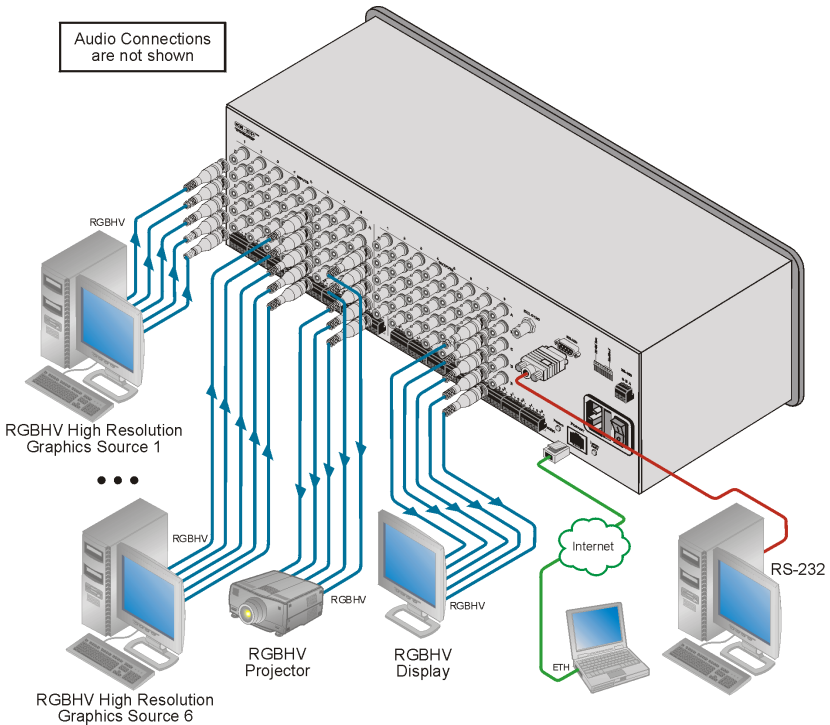 Audio Connections
are not shown
RGBHV
RGBHV High Resolution
Graphics Source 1
RGBHV
RGBHV High Resolution
Graphics Source 6
RGBHV
RGBHV
Projector
RGBHV
RGBHV
Display
Internet
ETH
RS-232